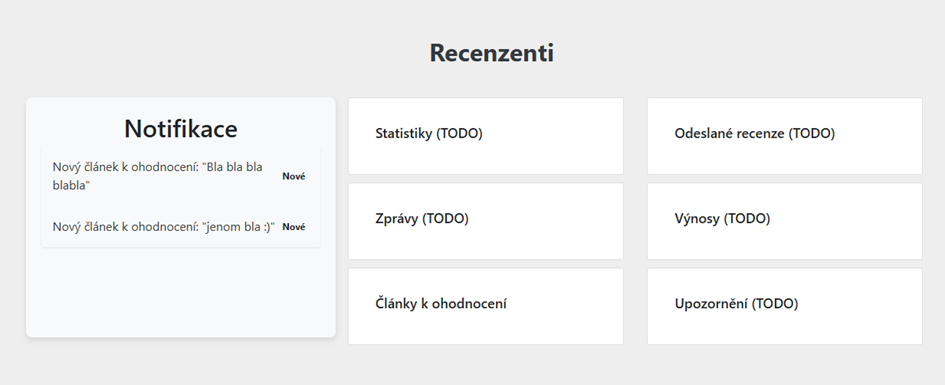 Recenzenti
Notifikace
Nový článek k ohodnocení: "Bla bla bla
blabla"
Nové
Nový článek k ohodnocení: "jenom bla :)"
Nové
Statistiky (TODO)
Odeslané recenze (TODO)
Zprávy (TODO)
Výnosy (TODO)
Články k ohodnocení
Upozornění (TODO)